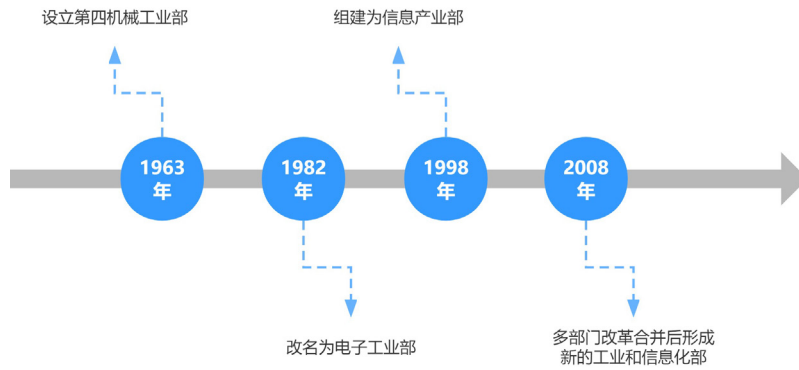 设立第四机械工业部
组建为信息产业部
1963
年
1982
年
1998
年
2008
年
改名为电子工业部
多部门改革合并后形成
新的工业和信息化部